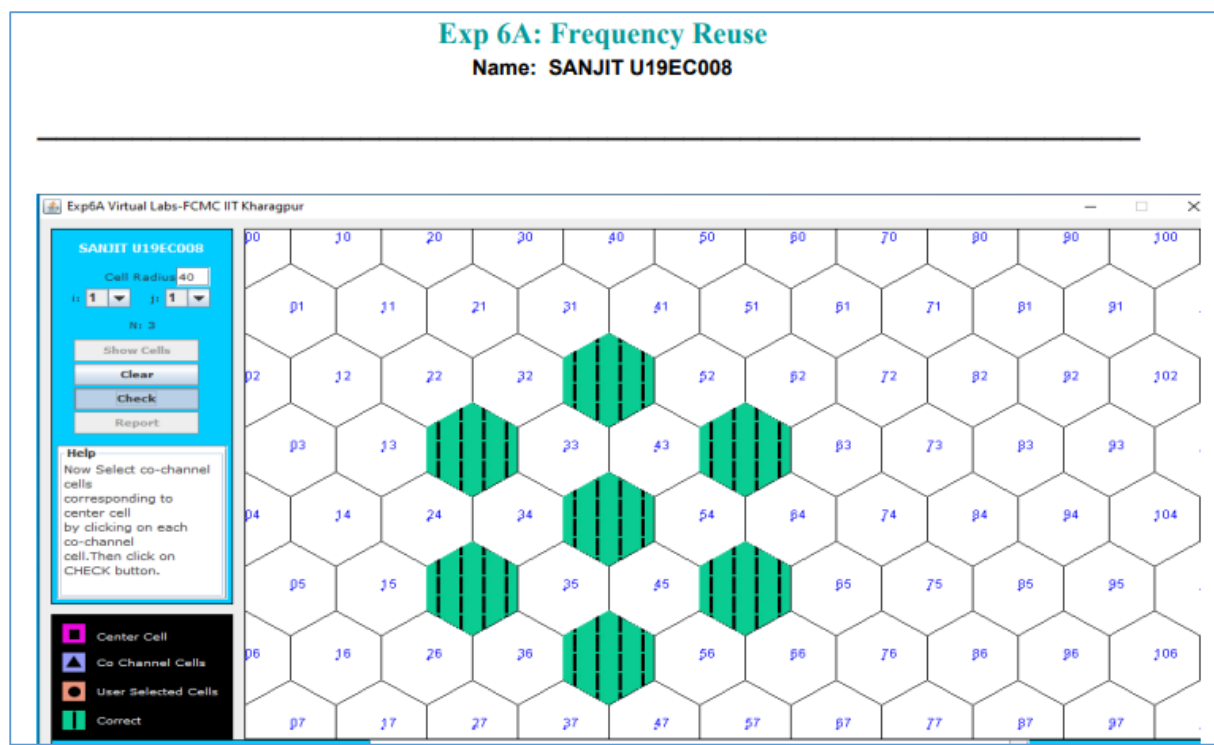 Exp 6A: Frequency Reuse
Name: SANJIT U19EC008
Exp6A Virtual Labs-FCMC IIT Kharagpur
SANJIT U19EC008
Cell Radius 40
i: 1 j: 1
N: 3
Show Cells
Clear
Check
Report
Help
Now Select co-channel
cells
corresponding to
center cell
by clicking on each
co-channel
cell.Then click on
CHECK button.
Center Cell
Co Channel Cells
User Selected Cells
Correct
00 10 20 30 40 50 60 70 80 90 100
01 11 21 31 41 51 61 71 81 91
02 12 22 32 52 62 72 82 92 102
03 13 33 43 63 73 83 93
04 14 24 34 54 64 74 84 94 104
05 15 35 45 65 75 85 95
06 16 26 36 56 66 76 86 96 106
07 17 27 37 47 57 67 77 87 97